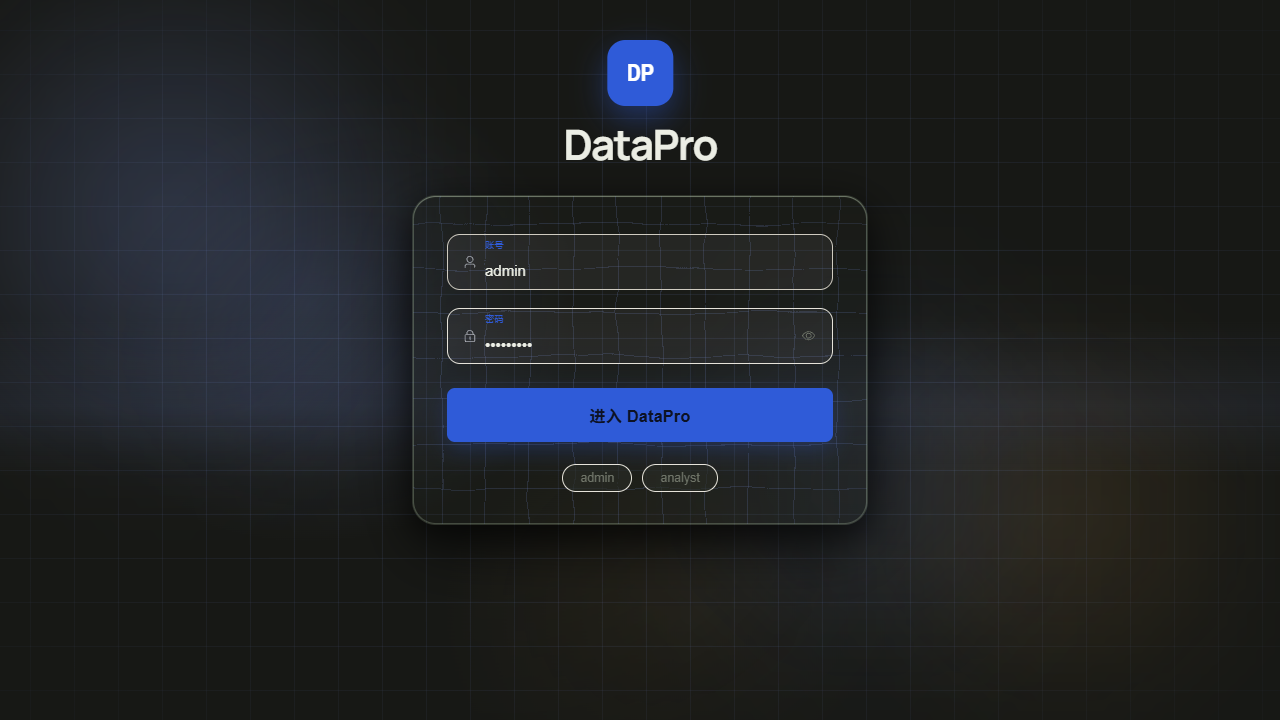 DP
DataPro
账号
admin
密码
•••••••••
进入 DataPro
admin
analyst